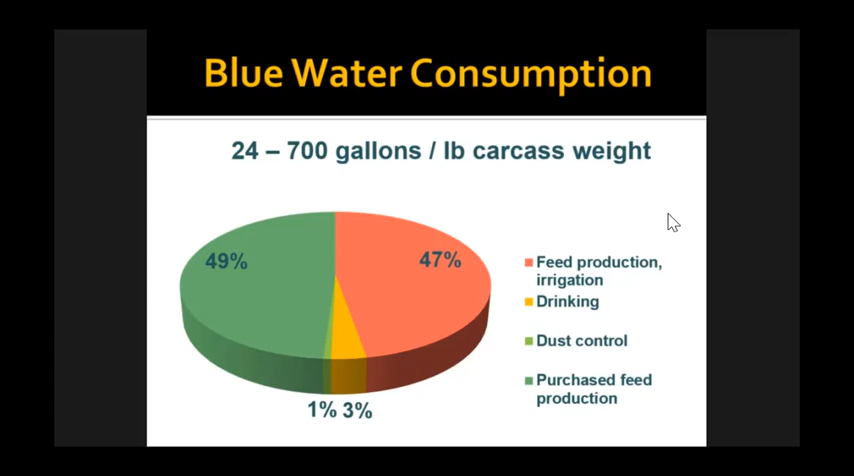 Blue Water Consumption
24 – 700 gallons / lb carcass weight
49%
47%
Feed production,
irrigation
Drinking
Dust control
Purchased feed
production
1% 3%